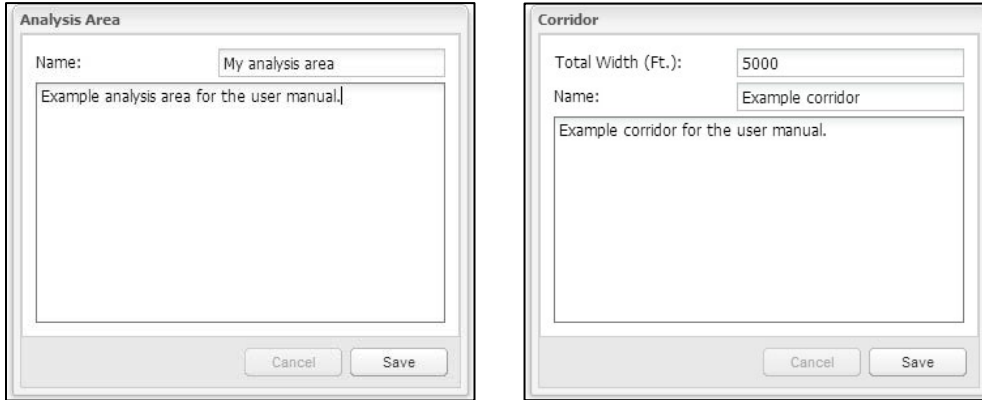 Analysis Area
Name: My analysis area
Example analysis area for the user manual.
Cancel Save
Corridor
Total Width (Ft.): 5000
Name: Example corridor
Example corridor for the user manual.
Cancel Save